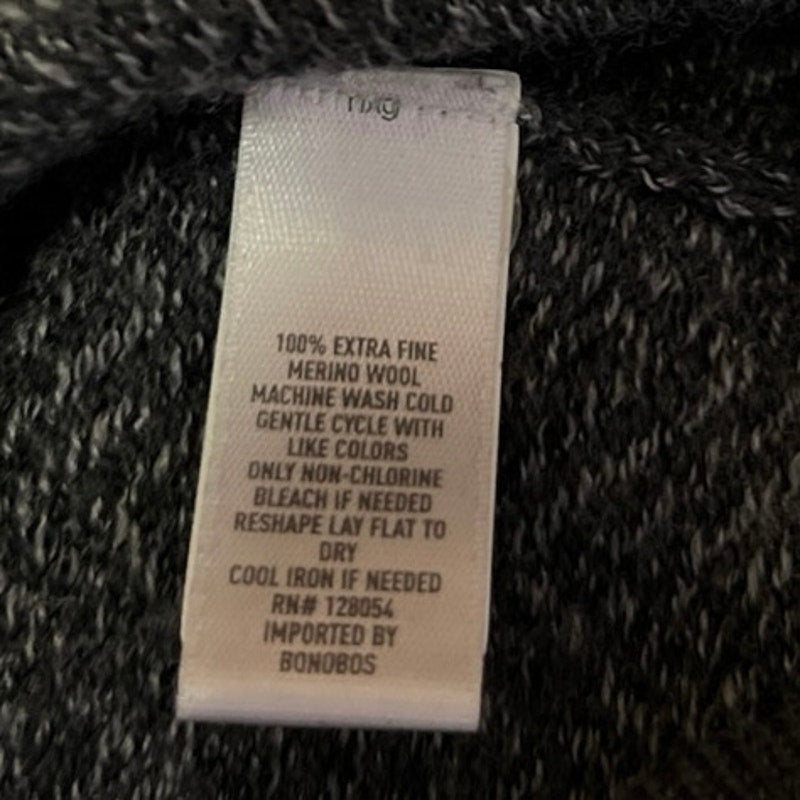 100% EXTRA FINE
MERINO WOOL
MACHINE WASH COLD
GENTLE CYCLE WITH
LIKE COLORS
ONLY NON-CHLORINE
BLEACH IF NEEDED
RESHAPE LAY FLAT TO
DRY
COOL IRON IF NEEDED
RN# 128054
IMPORTED BY
BONOBOS